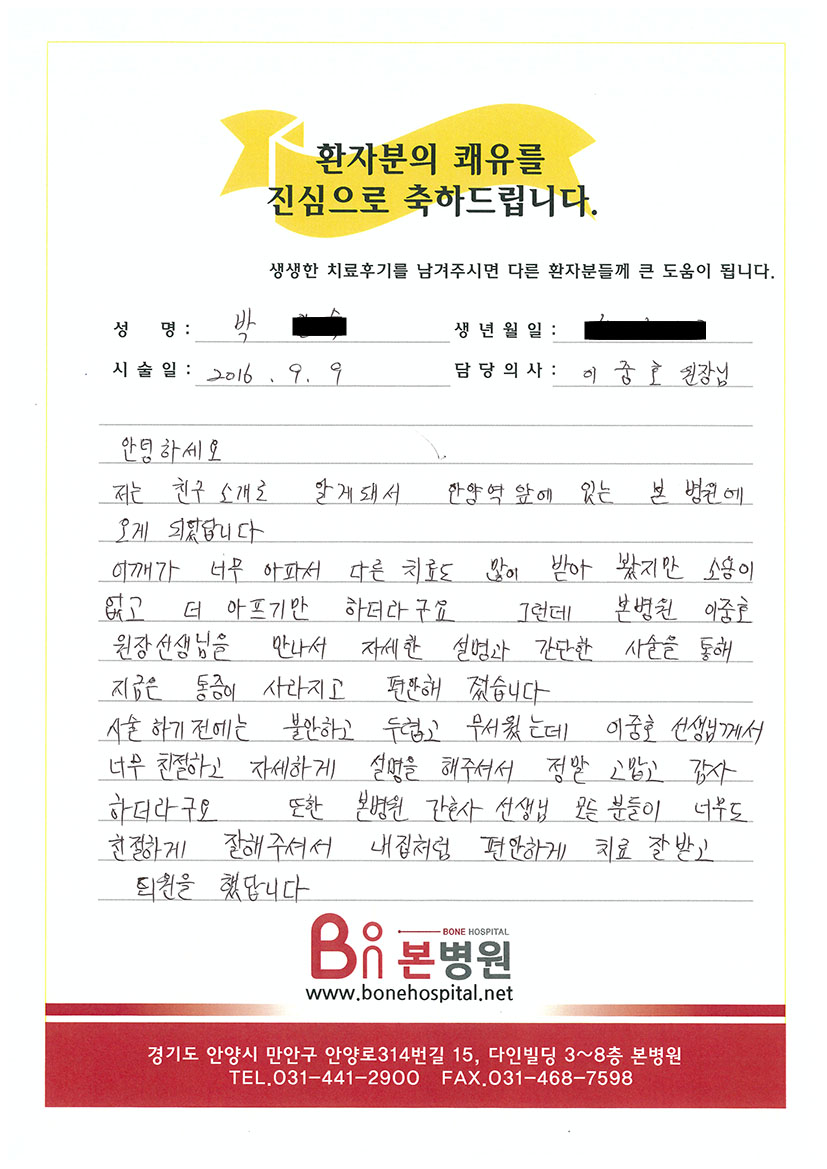 환자분의 쾌유를
진심으로 축하드립니다.
생생한 치료후기를 남겨주시면 다른 환자분들께 큰 도움이 됩니다.
성 명 : 박 생 년 월 일 :
시 술 일 : 2016 . 9 . 9 담 당 의 사 : 이 중 호 원장님
안녕하세요
저는 친구 소개로 알게돼서 안양역 앞에 있는 본 병원에
오게 되었답니다
어깨가 너무 아파서 다른 치료도 많이 받아 봤지만 소용이
없고 더 아프기만 하더라구요 그런데 본병원 이중호
원장선생님을 만나서 자세한 설명과 간단한 시술을 통해
지금은 통증이 사라지고 편안해 졌습니다
시술 하기전에는 불안하고 두렵고 무서웠는데 이중호 선생님께서
너무 친절하고 자세하게 설명을 해주셔서 정말 고맙고 감사
하더라구요 또한 본병원 간호사 선생님 모든 분들이 너무도
친절하게 잘해주셔서 내집처럼 편안하게 치료 잘받고
퇴원을 했답니다
BONE HOSPITAL
Bon 본병원
www.bonehospital.net
경기도 안양시 만안구 안양로314번길 15, 다인빌딩 3~8층 본병원
TEL.031-441-2900 FAX.031-468-7598